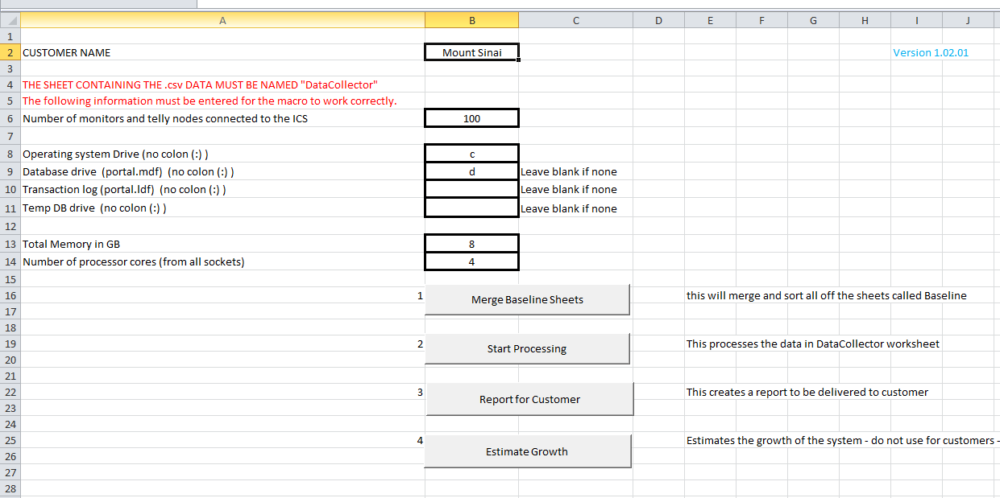 A B C D E F G H I J
1
2 CUSTOMER NAME Mount Sinai Version 1.02.01
3
4 THE SHEET CONTAINING THE .csv DATA MUST BE NAMED "DataCollector"
5 The following information must be entered for the macro to work correctly.
6 Number of monitors and telly nodes connected to the ICS 100
7
8 Operating system Drive (no colon (:) ) c
9 Database drive (portal.mdf) (no colon (:) ) d Leave blank if none
10 Transaction log (portal.ldf) (no colon (:) ) Leave blank if none
11 Temp DB drive (no colon (:) ) Leave blank if none
12
13 Total Memory in GB 8
14 Number of processor cores (from all sockets) 4
15
16 1 Merge Baseline Sheets this will merge and sort all off the sheets called Baseline
17
18
19 2 Start Processing This processes the data in DataCollector worksheet
20
21
22 3 Report for Customer This creates a report to be delivered to customer
23
24
25 4 Estimate Growth Estimates the growth of the system - do not use for customers -
26
27
28